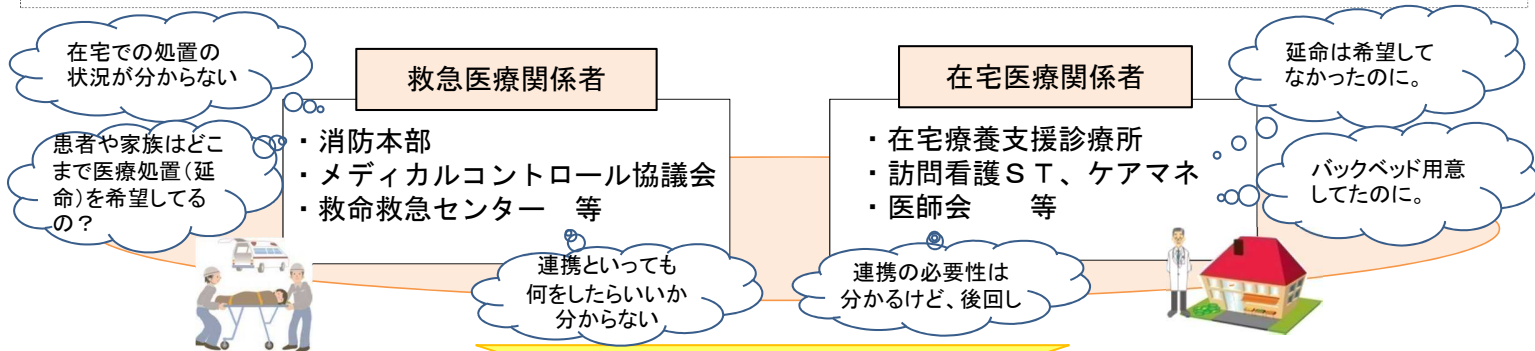 在宅での処置の
状況が分からない
患者や家族はどこ
まで医療処置(延
命)を希望してる
の?
救急医療関係者
・消防本部
・メディカルコントロール協議会
・救命救急センター　等
連携といっても
何をしたらいいか
分からない
在宅医療関係者
・在宅療養支援診療所
・訪問看護ST、ケアマネ
・医師会　　等
連携の必要性は
分かるけど、後回し
延命は希望して
なかったのに。
バックベッド用意
してたのに。